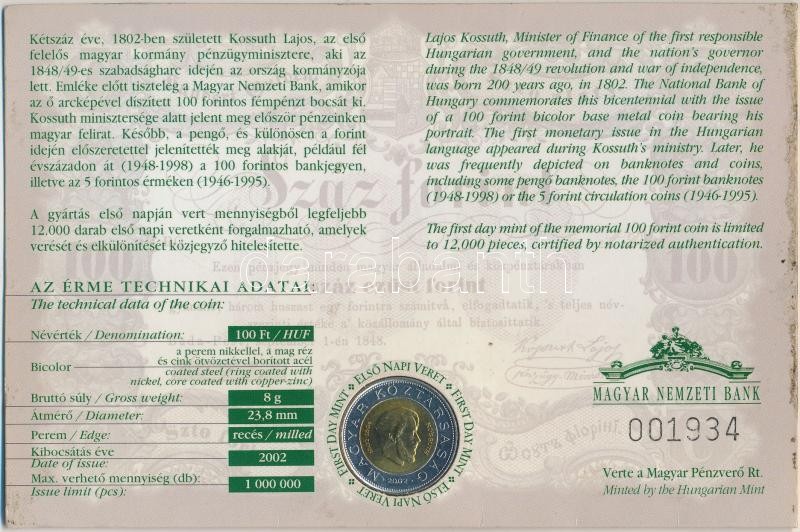 Kétszáz éve, 1802-ben született Kossuth Lajos, az első
felelős magyar kormány pénzügyminisztere, aki az
1848/49-es szabadságharc idején az ország kormányzója
lett. Emléke előtt tiszteleg a Magyar Nemzeti Bank, amikor
az ő arcképével díszített 100 forintos fémpénzt bocsát ki.
Kossuth minisztersége alatt jelent meg először pénzeinken
magyar felirat. Később, a pengő, és különösen a forint
idején előszeretettel jelenítették meg alakját, például fél
évszázadon át (1948-1998) a 100 forintos bankjegyen,
illetve az 5 forintos érméken (1946-1995).
A gyártás első napján vert mennyiségből legfeljebb
12.000 darab első napi veretként forgalmazható, amelyek
verését és elkülönítését közjegyző hitelesítette.
Lajos Kossuth, Minister of Finance of the first responsible
Hungarian government, and the nation's governor
during the 1848/49 revolution and war of independence,
was born 200 years ago, in 1802. The National Bank of
Hungary commemorates this bicentennial with the issue
of a 100 forint bicolor base metal coin bearing his
portrait. The first monetary issue in the Hungarian
language appeared during Kossuth's ministry. Later, he
was frequently depicted on banknotes and coins,
including some pengő banknotes, the 100 forint banknotes
(1948-1998) or the 5 forint circulation coins (1946-1995).
The first day mint of the memorial 100 forint coin is limited
to 12,000 pieces, certified by notarized authentication.
Száz forint
100
100
darabanth
AZ ÉRME TECHNIKAI ADATAI:
The technical data of the coin:
Névérték / Denomination: 100 Ft / HUF
Bicolor a perem nikkellel, a mag réz
és cink ötvözetével borított acél
coated steel (ring coated with
nickel, core coated with copper-zinc)
Bruttó súly / Gross weight: 8 g
Átmérő / Diameter: 23,8 mm
Perem / Edge: recés / milled
Kibocsátás éve
Date of issue: 2002
Max. verhető mennyiség (db):
Issue limit (pcs): 1 000 000
FIRST DAY MINT • ELSŐ NAPI VERET • FIRST DAY MINT • ELSŐ NAPI VERET
MAGYAR KÖZTÁRSASÁG
2002
MAGYAR NEMZETI BANK
001934
Verte a Magyar Pénzverő Rt.
Minted by the Hungarian Mint